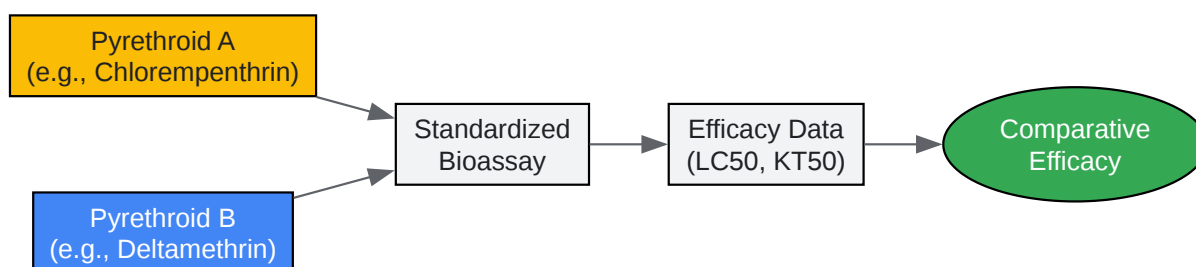 Pyrethroid A
(e.g., Chlorempenthrin)
Standardized
Bioassay
Efficacy Data
(LC50, KT50)
Comparative
Efficacy
Pyrethroid B
(e.g., Deltamethrin)